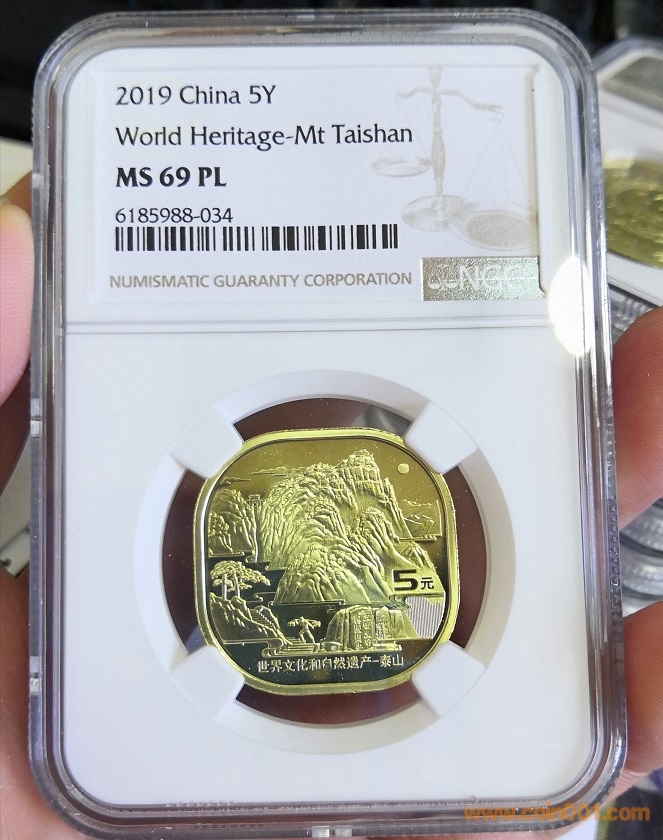 2019 China 5Y
World Heritage-Mt Taishan
MS 69 PL
6185988-034
NUMISMATIC GUARANTY CORPORATION
NGC
5元
世界文化和自然遗产-泰山
www.coin001.com